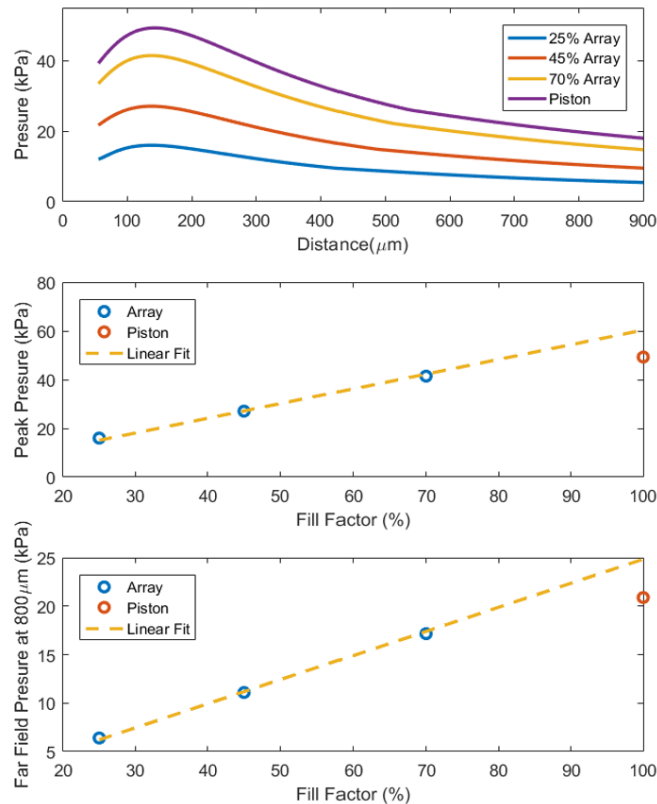 Presure (kPa)
40
20
0
25% Array
45% Array
70% Array
Piston
0 100 200 300 400 500 600 700 800 900
Distance(μm)
Peak Presure (kPa)
80
60
40
20
0
Array
Piston
Linear Fit
20 30 40 50 60 70 80 90 100
Fill Factor (%)
Far Field Presure at 800μm (kPa)
25
20
15
10
5
Array
Piston
Linear Fit
20 30 40 50 60 70 80 90 100
Fill Factor (%)